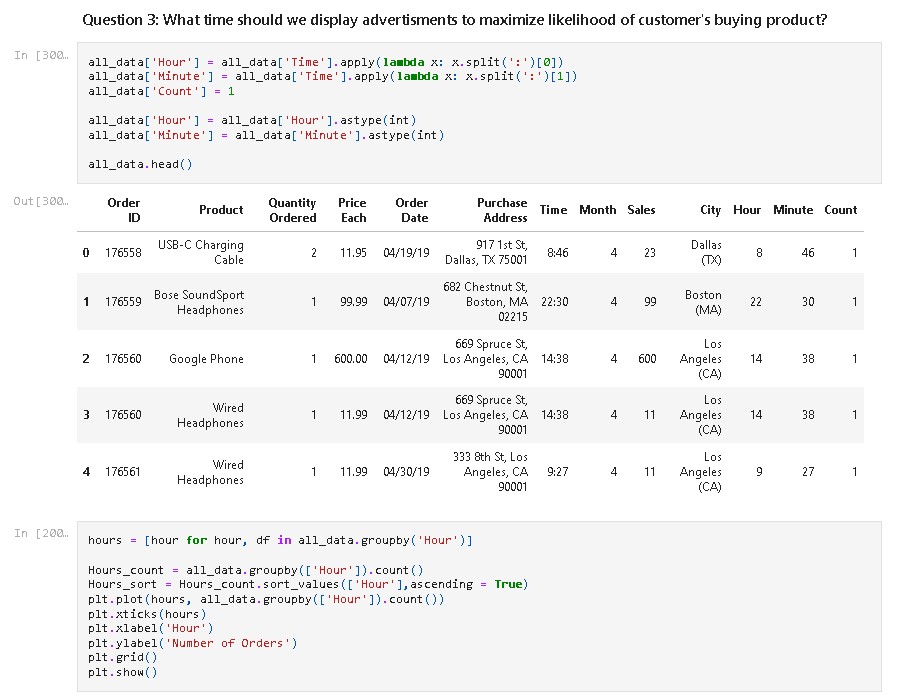 Question 3: What time should we display advertisments to maximize likelihood of customer's buying product?
In [300…
all_data['Hour'] = all_data['Time'].apply(lambda x: x.split(':')[0])
all_data['Minute'] = all_data['Time'].apply(lambda x: x.split(':')[1])
all_data['Count'] = 1
all_data['Hour'] = all_data['Hour'].astype(int)
all_data['Minute'] = all_data['Minute'].astype(int)
all_data.head()
Out[300…
Order ID Product Quantity Ordered Price Each Order Date Purchase Address Time Month Sales City Hour Minute Count
0 176558 USB-C Charging Cable 2 11.95 04/19/19 917 1st St, Dallas, TX 75001 8:46 4 23 Dallas (TX) 8 46 1
1 176559 Bose SoundSport Headphones 1 99.99 04/07/19 682 Chestnut St, Boston, MA 02215 22:30 4 99 Boston (MA) 22 30 1
2 176560 Google Phone 1 600.00 04/12/19 669 Spruce St, Los Angeles, CA 90001 14:38 4 600 Los Angeles (CA) 14 38 1
3 176560 Wired Headphones 1 11.99 04/12/19 669 Spruce St, Los Angeles, CA 90001 14:38 4 11 Los Angeles (CA) 14 38 1
4 176561 Wired Headphones 1 11.99 04/30/19 333 8th St, Los Angeles, CA 90001 9:27 4 11 Los Angeles (CA) 9 27 1
In [200…
hours = [hour for hour, df in all_data.groupby('Hour')]
Hours_count = all_data.groupby(['Hour']).count()
Hours_sort = Hours_count.sort_values(['Hour'],ascending = True)
plt.plot(hours, all_data.groupby(['Hour']).count())
plt.xticks(hours)
plt.xlabel('Hour')
plt.ylabel('Number of Orders')
plt.grid()
plt.show()